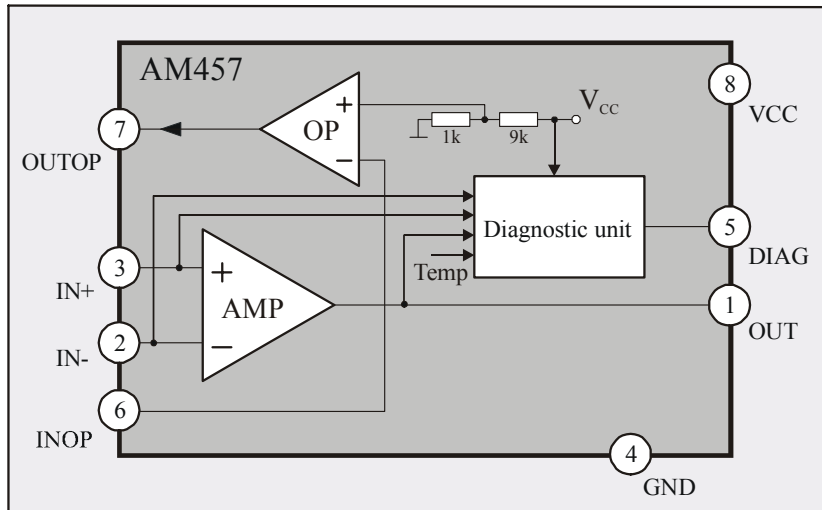 AM457
8
VCC
7
OUTOP
+
OP
−
1k
9k
VCC
Diagnostic unit
5
DIAG
3
IN+
+
AMP
−
Temp
1
OUT
2
IN-
6
INOP
4
GND